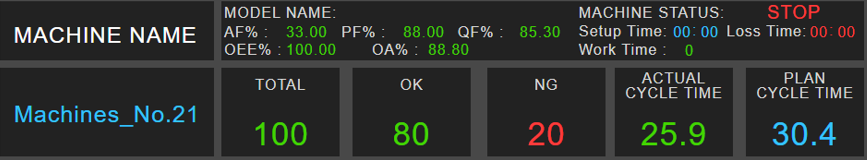 MACHINE NAME
MODEL NAME:
AF% : 33.00 PF% : 88.00 QF% : 85.30
OEE% : 100.00 OA% : 88.80
MACHINE STATUS: STOP
Setup Time: 00: 00 Loss Time: 00: 00
Work Time : 0
Machines_No.21
TOTAL
100
OK
80
NG
20
ACTUAL
CYCLE TIME
25.9
PLAN
CYCLE TIME
30.4